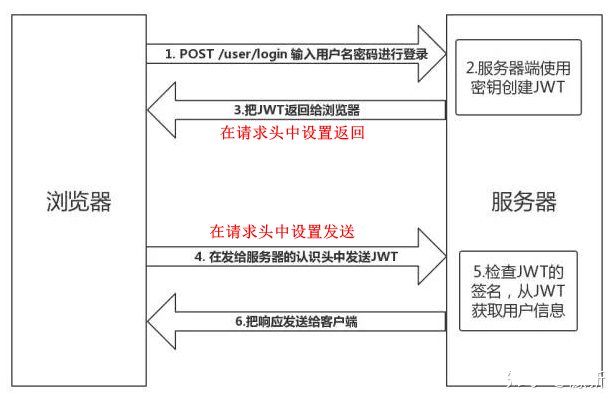 1. POST /user/login 输入用户名密码进行登录
2.服务器端使用
密钥创建JWT
3.把JWT返回给浏览器
在请求头中设置返回
浏览器
服务器
在请求头中设置发送
4. 在发给服务器的认识头中发送JWT
5.检查JWT的
签名，从JWT
获取用户信息
6.把响应发送给客户端